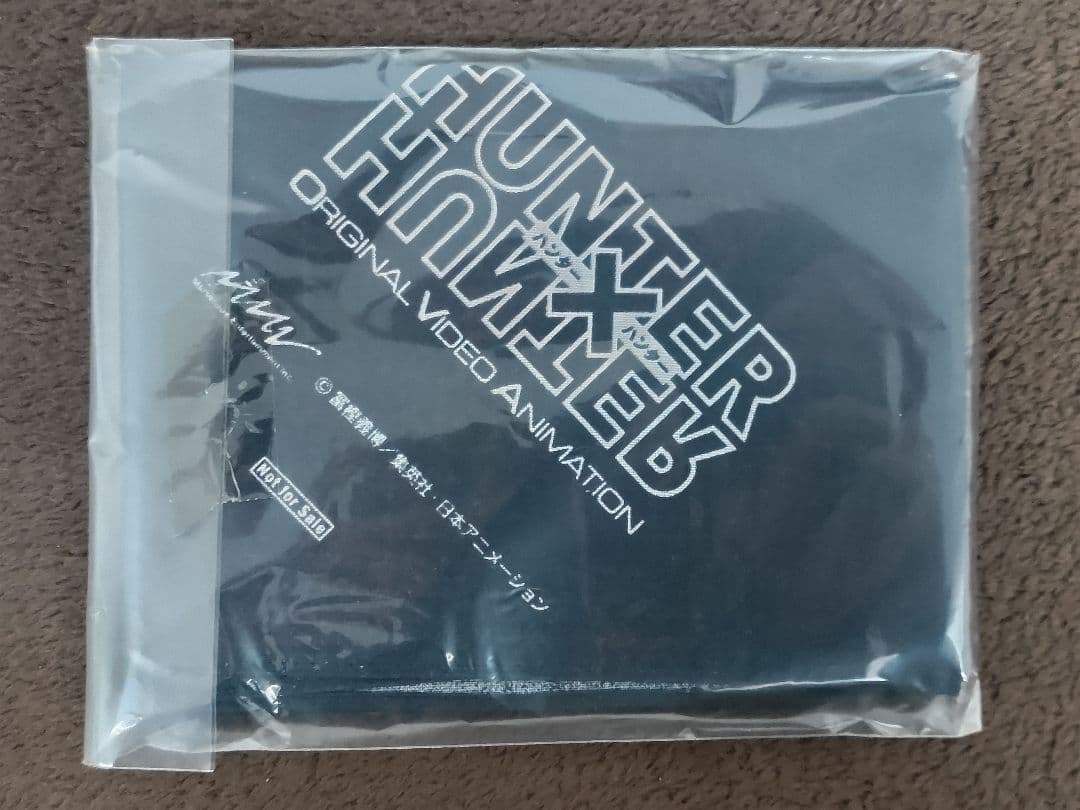 HUNTER
ハンター
×
ハンター
HUNTER
ORIGINAL VIDEO ANIMATION
©冨樫義博／集英社・日本アニメーション
Not for Sale